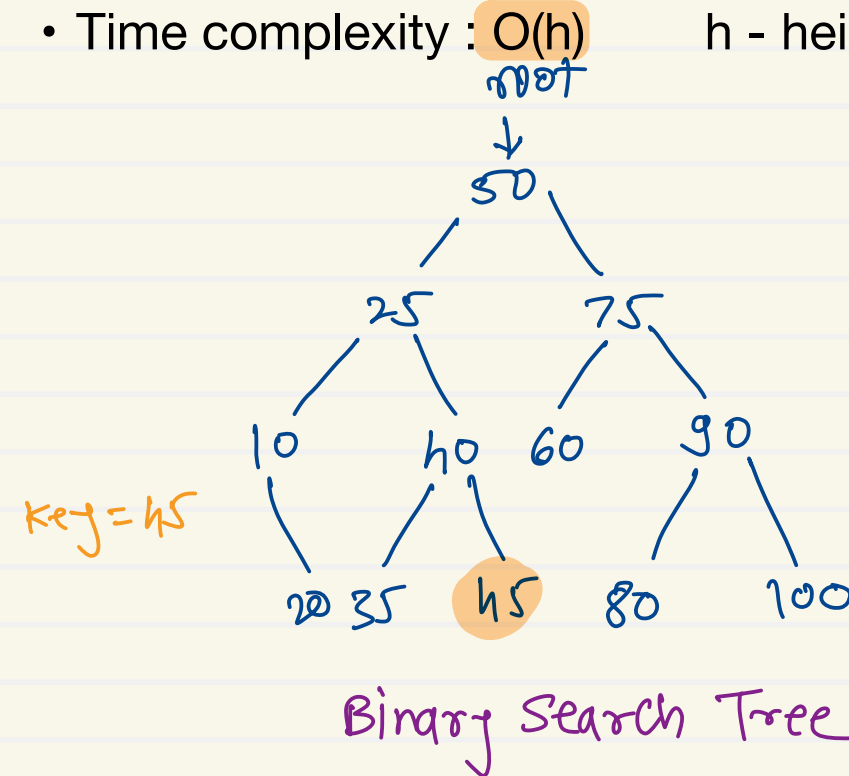 • Time complexity : O(h) h - hei
root
50
25 75
10 40 60 90
Key = 45
20 35 45 80 100
Binary Search Tree